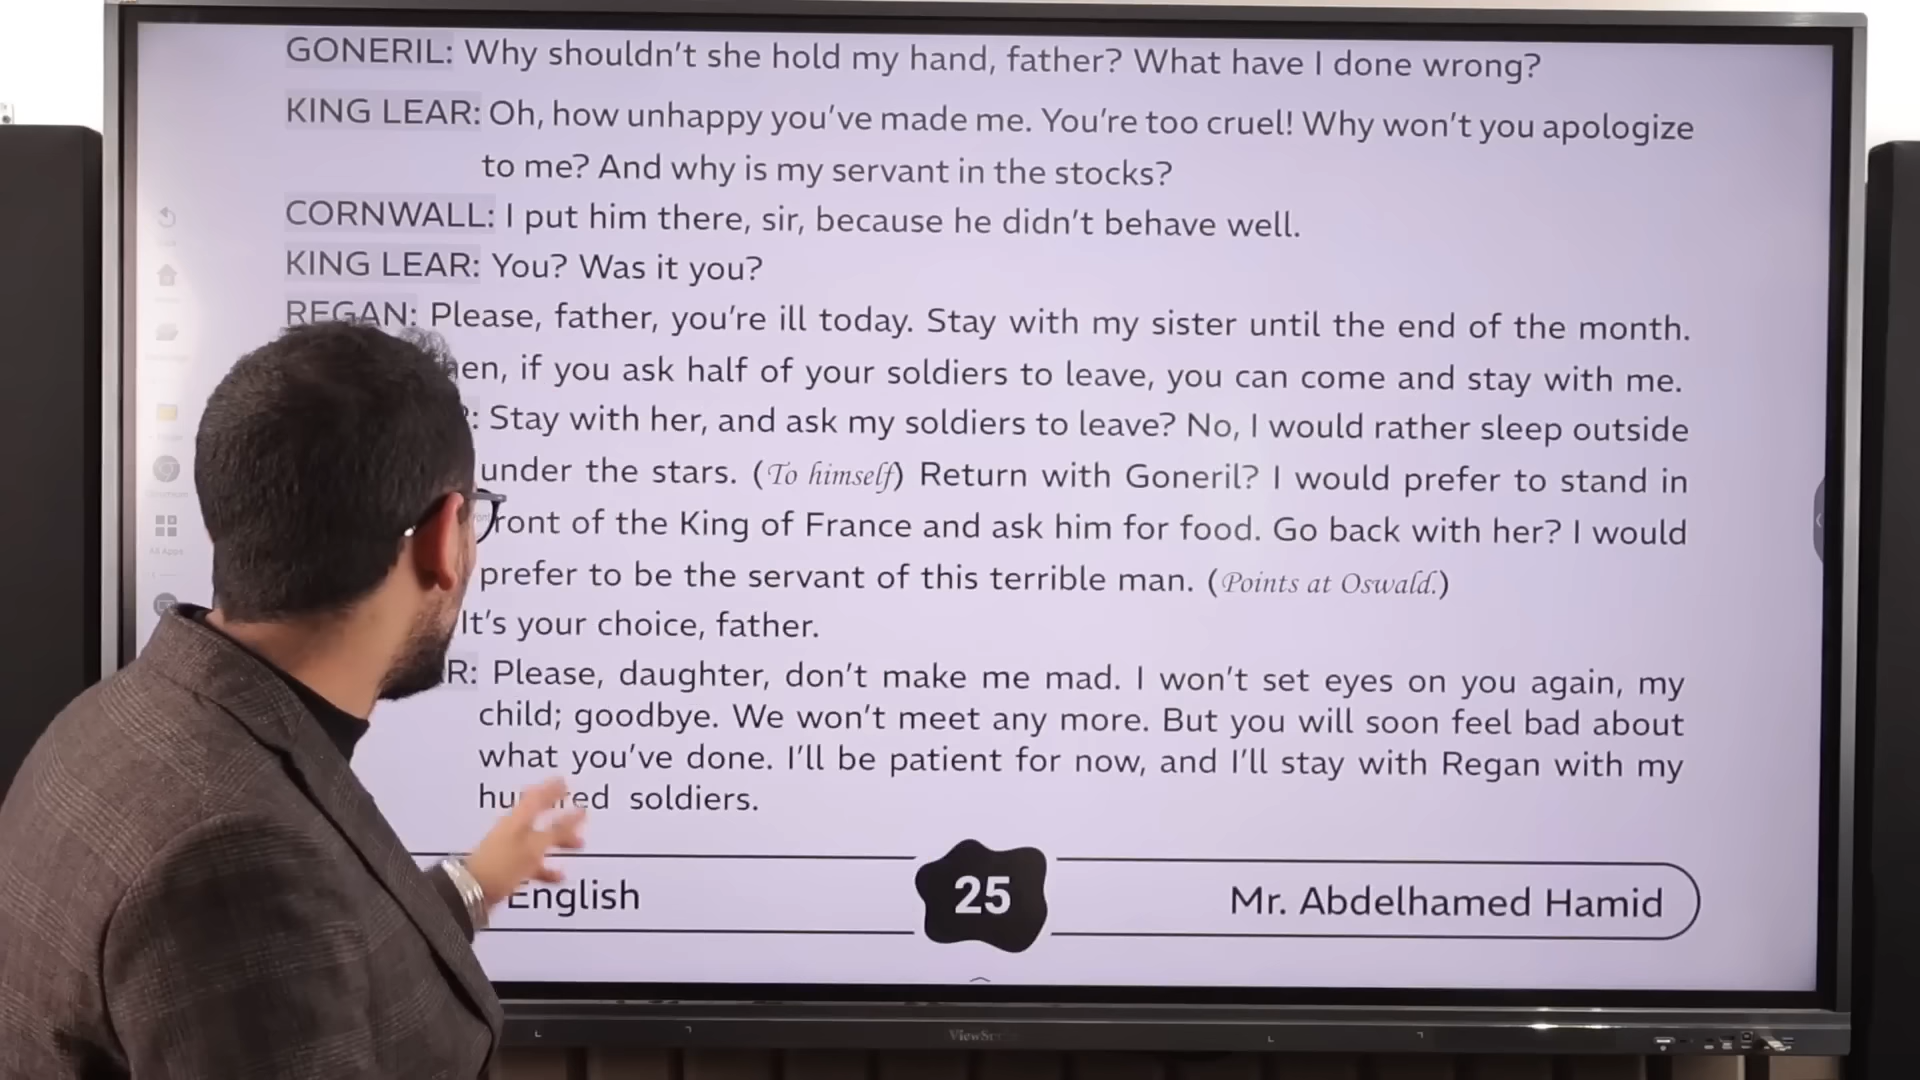 GONERIL: Why shouldn't she hold my hand, father? What have I done wrong?
KING LEAR: Oh, how unhappy you've made me. You're too cruel! Why won't you apologize
to me? And why is my servant in the stocks?
CORNWALL: I put him there, sir, because he didn't behave well.
KING LEAR: You? Was it you?
REGAN: Please, father, you're ill today. Stay with my sister until the end of the month.
if you ask half of your soldiers to leave, you can come and stay with me.
Stay with her, and ask my soldiers to leave? No, I would rather sleep outside
under the stars. (To himself) Return with Goneril? I would prefer to stand in
front of the King of France and ask him for food. Go back with her? I would
prefer to be the servant of this terrible man. (Points at Oswald.)
It's your choice, father.
Please, daughter, don't make me mad. I won't set eyes on you again, my
child; goodbye. We won't meet any more. But you will soon feel bad about
what you've done. I'll be patient for now, and I'll stay with Regan with my
soldiers.
English
25
Mr. Abdelhamed Hamid